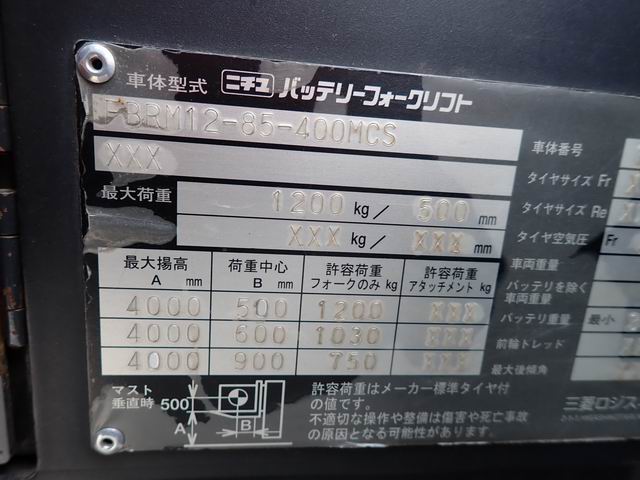 車体型式 ニチユ バッテリーフォークリフト
FBRM12-85-400MCS
XXX
最大荷重 1200 kg/ 500 mm
XXX kg/ XXX mm
最大揚高 A mm 荷重中心 B mm 許容荷重 フォークのみ kg 許容荷重 アタッチメント kg
4000 500 1200 XXX
4000 600 1030 XXX
4000 900 750 XXX
マスト垂直時 500 A B
許容荷重はメーカー標準タイヤ付
の値です。
不適切な操作や整備は傷害や死亡事故
の原因となる可能性があります。
車体番号
タイヤサイズ Fr
タイヤサイズ Re
タイヤ空気圧 Fr
車両重量
バッテリを除く
車両重量
バッテリ重量 最小
前輪トレッド
最大後傾角
三菱ロジス